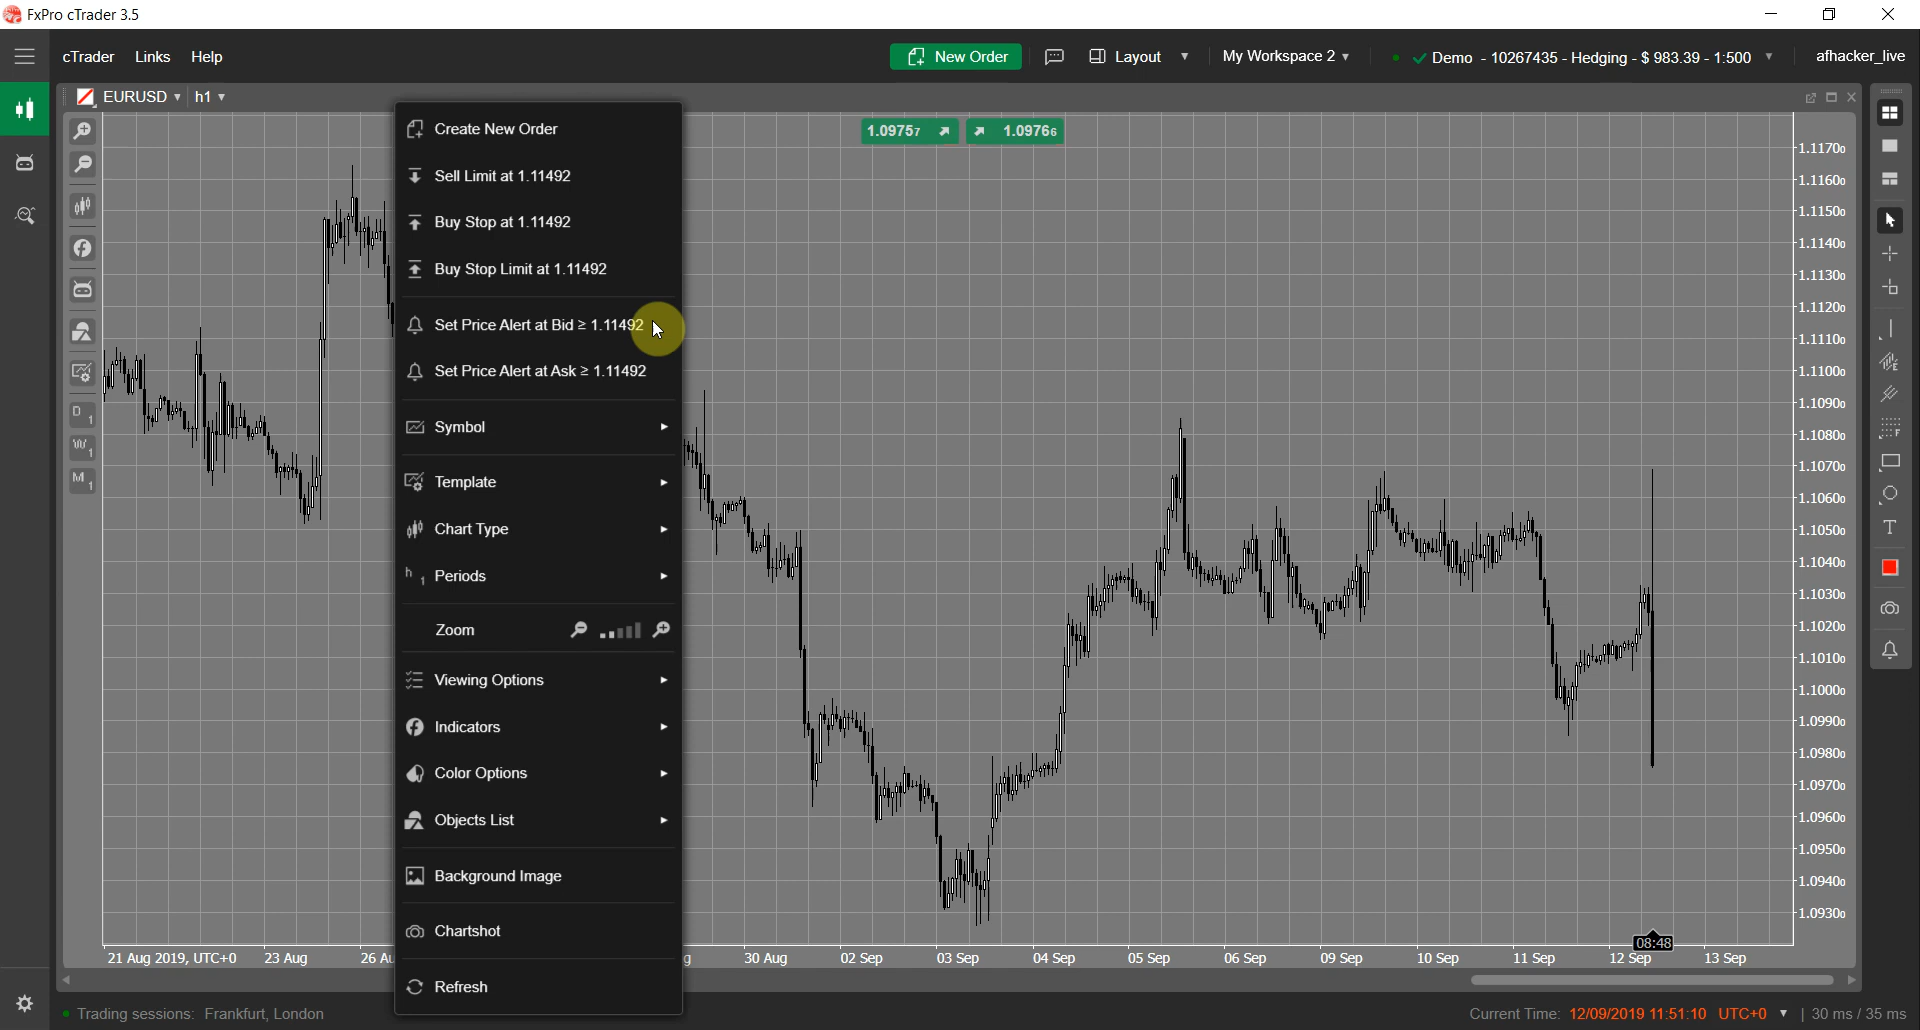 FxPro cTrader 3.5
cTrader Links Help
New Order
Layout
My Workspace 2
Demo - 10267435 - Hedging - $ 983.39 - 1:500
afhacker_live
EURUSD h1
1.09757
1.09766
Create New Order
Sell Limit at 1.11492
Buy Stop at 1.11492
Buy Stop Limit at 1.11492
Set Price Alert at Bid ≥ 1.11492
Set Price Alert at Ask ≥ 1.11492
Symbol
Template
Chart Type
h1 Periods
Zoom
Viewing Options
Indicators
Color Options
Objects List
Background Image
Chartshot
Refresh
D1
W1
M1
1.11700
1.11600
1.11500
1.11400
1.11300
1.11200
1.11100
1.11000
1.10900
1.10800
1.10700
1.10600
1.10500
1.10400
1.10300
1.10200
1.10100
1.10000
1.09900
1.09800
1.09700
1.09600
1.09500
1.09400
1.09300
E
F
T
08:48
21 Aug 2019, UTC+0 23 Aug 26 g 30 Aug 02 Sep 03 Sep 04 Sep 05 Sep 06 Sep 09 Sep 10 Sep 11 Sep 12 Sep 13 Sep
Trading sessions: Frankfurt, London
Current Time: 12/09/2019 11:51:10 UTC+0 | 30 ms / 35 ms